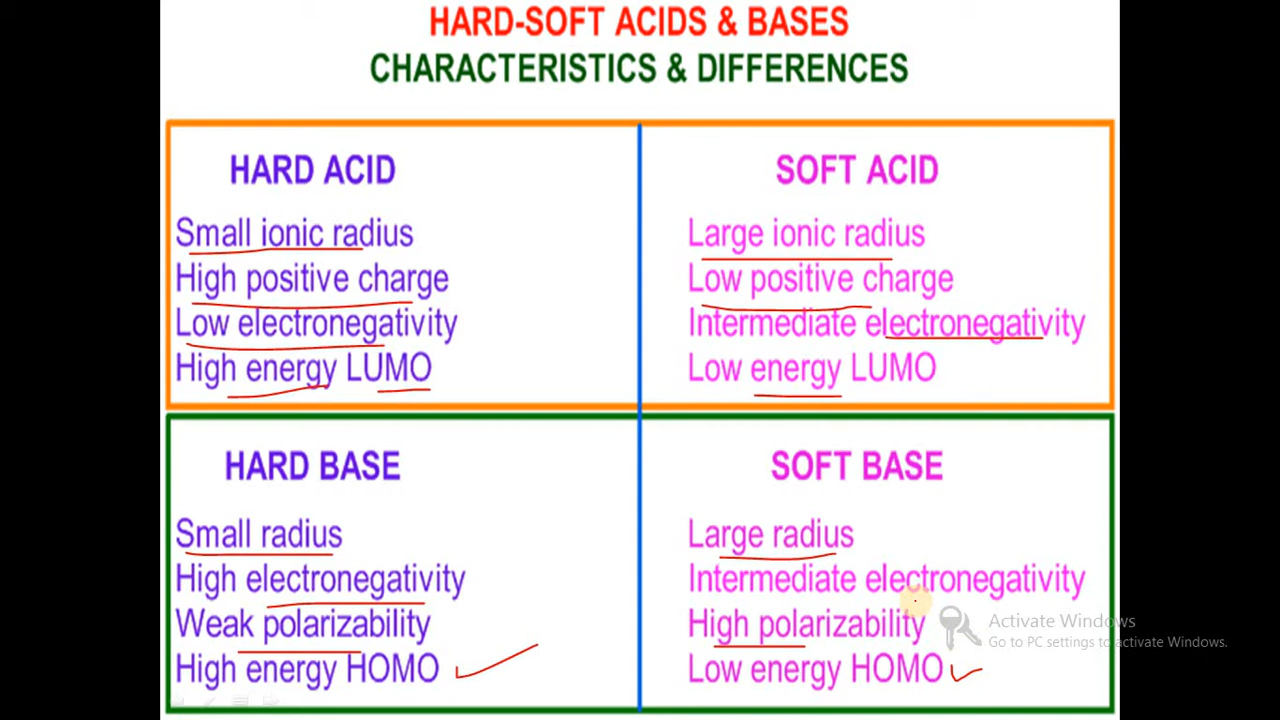 HARD-SOFT ACIDS & BASES
CHARACTERISTICS & DIFFERENCES
HARD ACID
Small ionic radius
High positive charge
Low electronegativity
High energy LUMO
SOFT ACID
Large ionic radius
Low positive charge
Intermediate electronegativity
Low energy LUMO
HARD BASE
Small radius
High electronegativity
Weak polarizability
High energy HOMO
SOFT BASE
Large radius
Intermediate electronegativity
High polarizability
Low energy HOMO
Activate Windows
Go to PC settings to activate Windows.